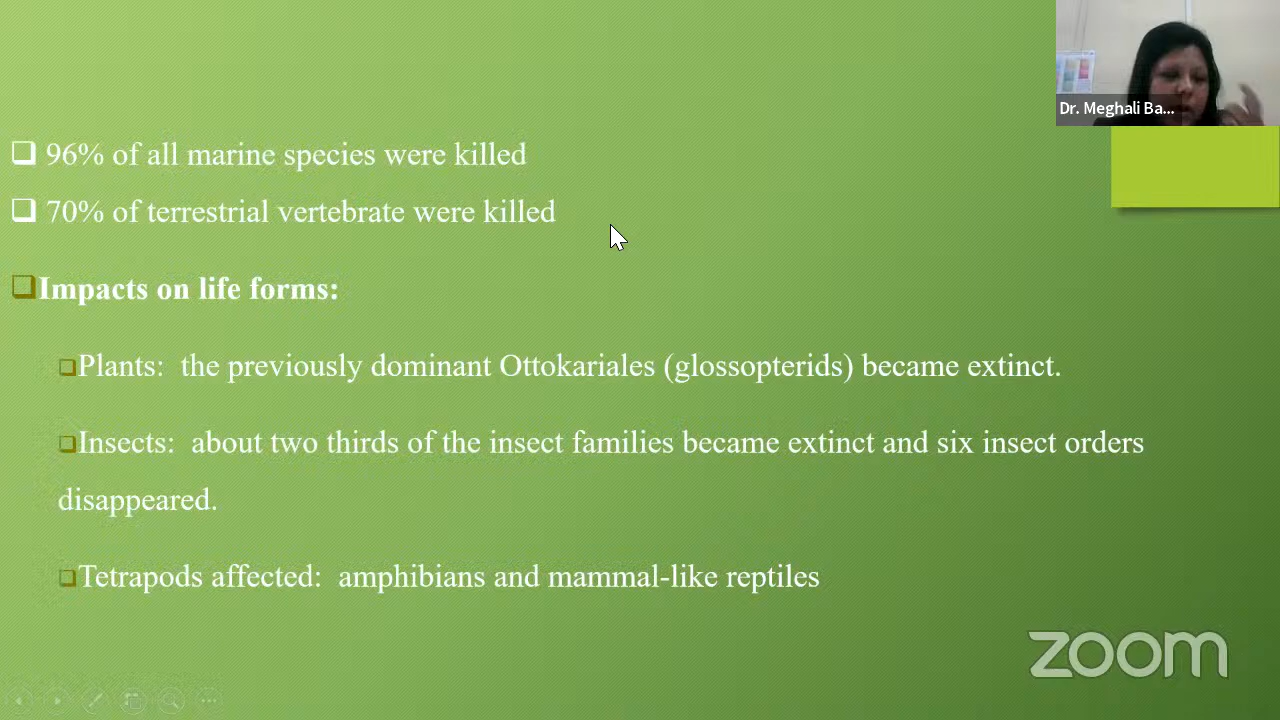 Dr. Meghali Ba...
96% of all marine species were killed
70% of terrestrial vertebrate were killed
Impacts on life forms:
Plants: the previously dominant Ottokariales (glossopterids) became extinct.
Insects: about two thirds of the insect families became extinct and six insect orders
disappeared.
Tetrapods affected: amphibians and mammal-like reptiles
zoom